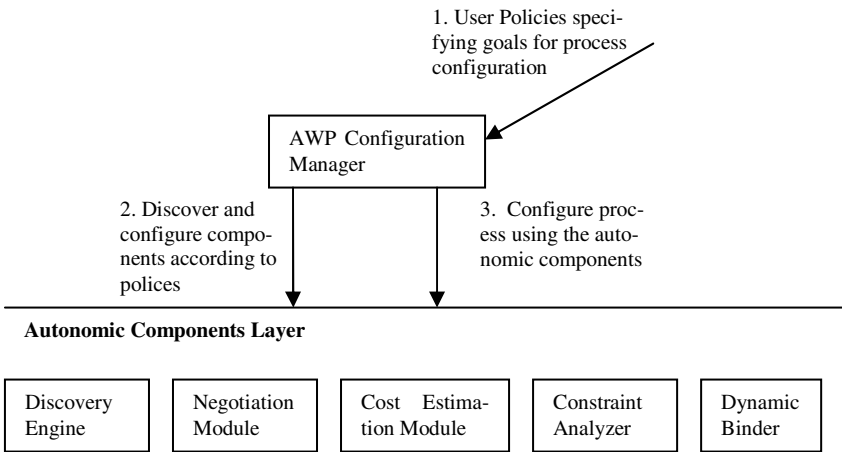 1. User Policies speci-
fying goals for process
configuration
AWP Configuration
Manager
2. Discover and
configure compo-
nents according to
polices
3. Configure proc-
ess using the auto-
nomic components
Autonomic Components Layer
Discovery
Engine
Negotiation
Module
Cost Estima-
tion Module
Constraint
Analyzer
Dynamic
Binder